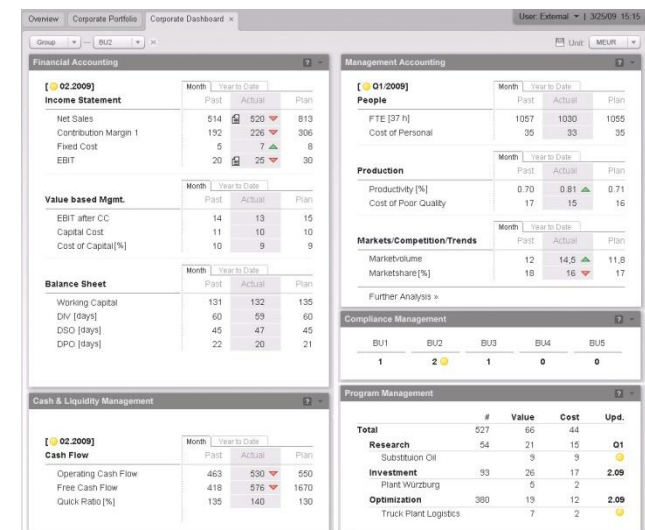 Overview Corporate Portfolio Corporate Dashboard × User: External ▼ | 3/25/09 15:15
Group ▼ — BU2 ▼ × Unit: MEUR ▼
Financial Accounting ?
[ 02.2009] Month Year to Date
Income Statement Past Actual Plan
Net Sales 514 520 813
Contribution Margin 1 192 226 306
Fixed Cost 5 7 8
EBIT 20 25 30
Month Year to Date
Value based Mgmt. Past Actual Plan
EBIT after CC 14 13 15
Capital Cost 11 10 10
Cost of Capital[%] 10 9 9
Month Year to Date
Balance Sheet Past Actual Plan
Working Capital 131 132 135
DIV [days] 60 59 60
DSO [days] 45 47 45
DPO [days] 22 20 21
Cash & Liquidity Management ?
[ 02.2009] Month Year to Date
Cash Flow Past Actual Plan
Operating Cash Flow 463 530 550
Free Cash Flow 418 576 1670
Quick Ratio [%] 135 140 130
Management Accounting ?
[ Q1/2009] Month Year to Date
People Past Actual Plan
FTE [37 h] 1057 1030 1055
Cost of Personal 35 33 35
Month Year to Date
Production Past Actual Plan
Productivity [%] 0.70 0.81 0.71
Cost of Poor Quality 17 15 16
Month Year to Date
Markets/Competition/Trends Past Actual Plan
Marketvolume 12 14,5 11,8
Marketshare [%] 18 16 17
Further Analysis »
Compliance Management ?
BU1 BU2 BU3 BU4 BU5
1 2 1 0 0
Program Management ?
# Value Cost Upd.
Total 527 66 44
Research 54 21 15 Q1
Substituion Oil 9 9
Investment 93 26 17 2.09
Plant Würzburg 5 2
Optimization 380 19 12 2.09
Truck Plant Logistics 7 2